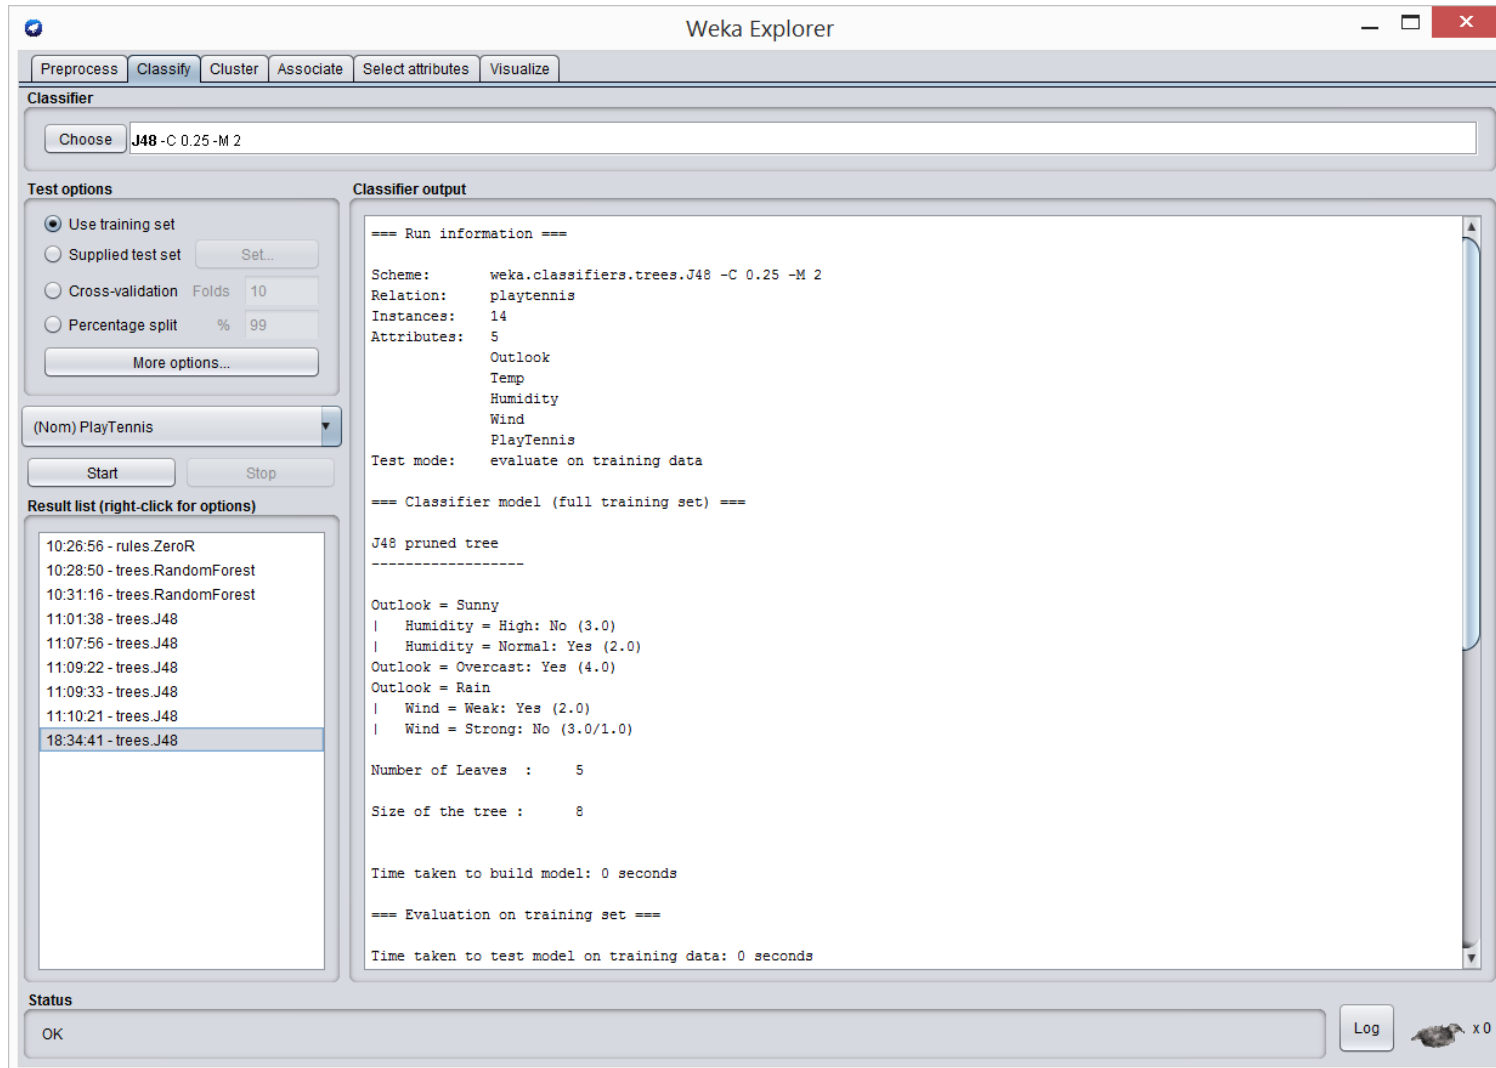 Weka Explorer
Preprocess Classify Cluster Associate Select attributes Visualize
Classifier
Choose J48 -C 0.25 -M 2
Test options
Use training set
Supplied test set Set...
Cross-validation Folds 10
Percentage split % 99
More options...
(Nom) PlayTennis
Start Stop
Result list (right-click for options)
10:26:56 - rules.ZeroR
10:28:50 - trees.RandomForest
10:31:16 - trees.RandomForest
11:01:38 - trees.J48
11:07:56 - trees.J48
11:09:22 - trees.J48
11:09:33 - trees.J48
11:10:21 - trees.J48
18:34:41 - trees.J48
Classifier output
=== Run information ===
Scheme: weka.classifiers.trees.J48 -C 0.25 -M 2
Relation: playtennis
Instances: 14
Attributes: 5
Outlook
Temp
Humidity
Wind
PlayTennis
Test mode: evaluate on training data
=== Classifier model (full training set) ===
J48 pruned tree
------------------
Outlook = Sunny
| Humidity = High: No (3.0)
| Humidity = Normal: Yes (2.0)
Outlook = Overcast: Yes (4.0)
Outlook = Rain
| Wind = Weak: Yes (2.0)
| Wind = Strong: No (3.0/1.0)
Number of Leaves : 5
Size of the tree : 8
Time taken to build model: 0 seconds
=== Evaluation on training set ===
Time taken to test model on training data: 0 seconds
Status
OK
Log x 0